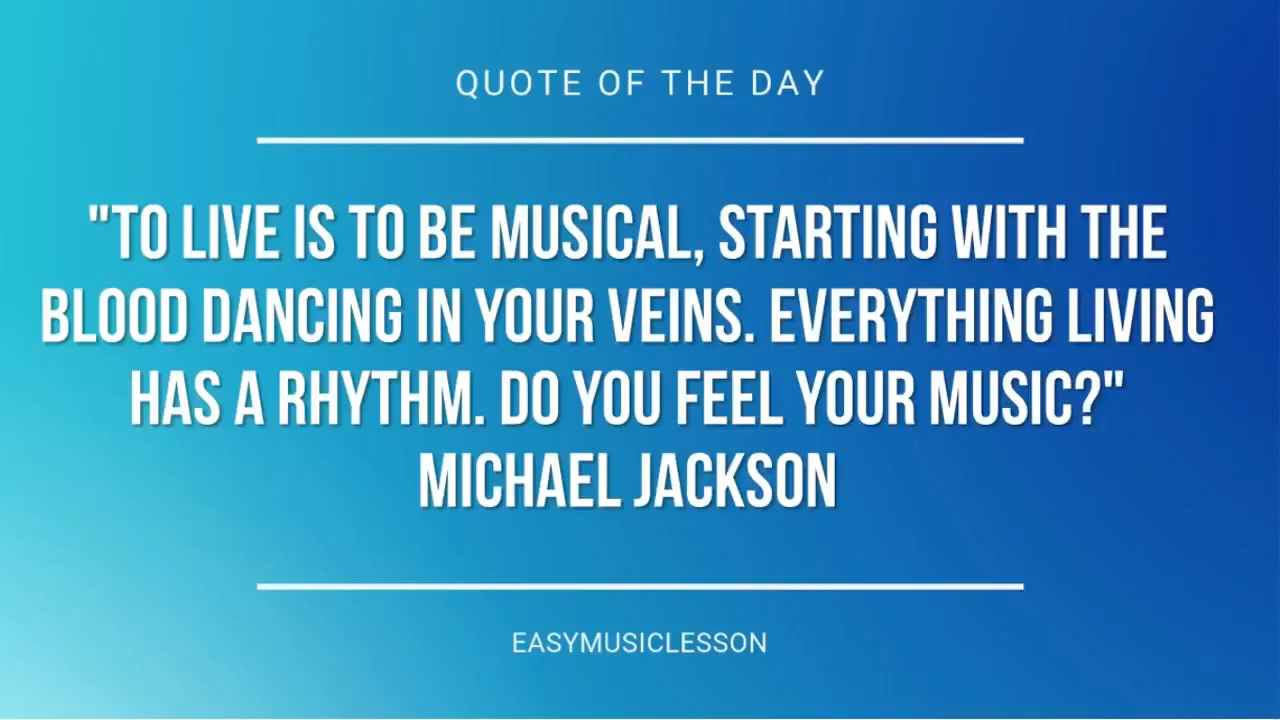 QUOTE OF THE DAY
"TO LIVE IS TO BE MUSICAL, STARTING WITH THE
BLOOD DANCING IN YOUR VEINS. EVERYTHING LIVING
HAS A RHYTHM. DO YOU FEEL YOUR MUSIC?"
MICHAEL JACKSON
EASYMUSICLESSON